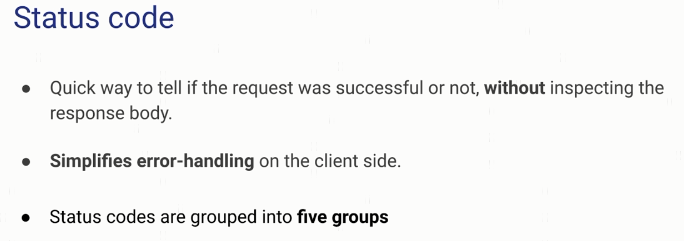 Status code
● Quick way to tell if the request was successful or not, without inspecting the
response body.
● Simplifies error-handling on the client side.
● Status codes are grouped into five groups